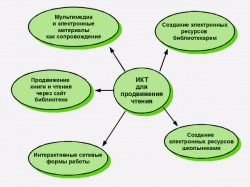 Мультимедиа
и электронные
материалы
как сопровождение
Создание электронных
ресурсов
библиотекарем
ИКТ
для
продвижения
чтения
Продвижение
книги и чтения
через сайт
библиотеки
Создание
электронных ресурсов
школьниками
Интерактивные сетевые
формы работы